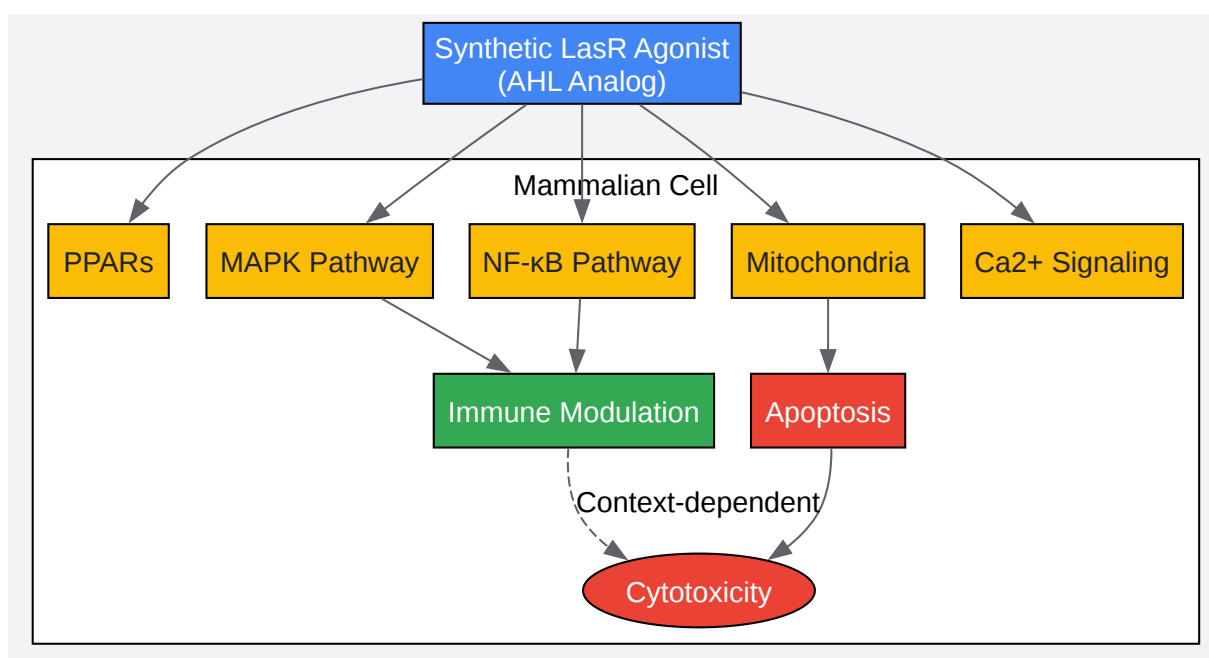 Synthetic LasR Agonist
(AHL Analog)
Mammalian Cell
PPARs
MAPK Pathway
NF-κB Pathway
Mitochondria
Ca2+ Signaling
Immune Modulation
Apoptosis
Context-dependent
Cytotoxicity